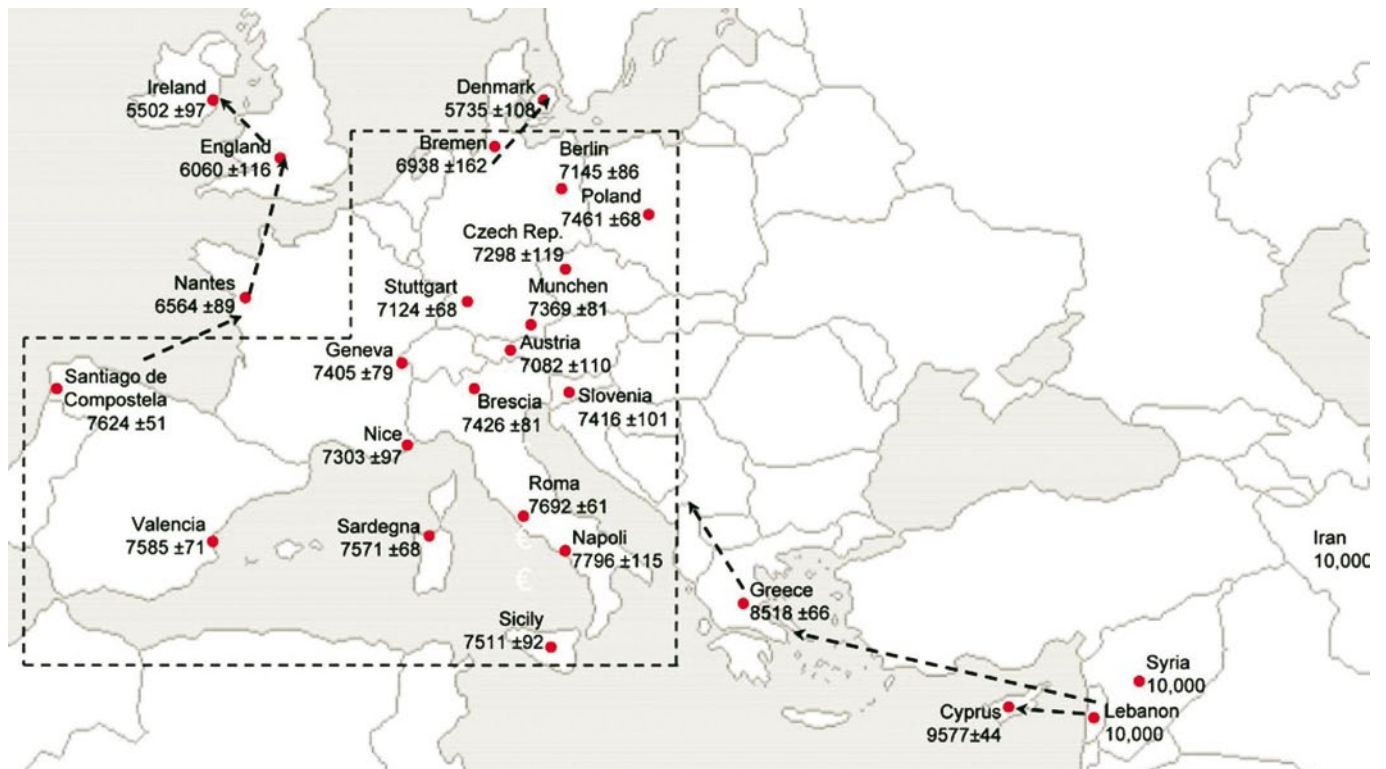 Ireland
5502 ±97
England
6060 ±116
Denmark
5735 ±108
Bremen
6938 ±162
Berlin
7145 ±86
Poland
7461 ±68
Czech Rep.
7298 ±119
Nantes
6564 ±89
Stuttgart
7124 ±68
Munchen
7369 ±81
Geneva
7405 ±79
Austria
7082 ±110
Santiago de
Compostela
7624 ±51
Brescia
7426 ±81
Slovenia
7416 ±101
Nice
7303 ±97
Roma
7692 ±61
Valencia
7585 ±71
Sardegna
7571 ±68
Napoli
7796 ±115
€
€
Iran
10,000
Greece
8518 ±66
Sicily
7511 ±92
Syria
10,000
Cyprus
9577±44
Lebanon
10,000